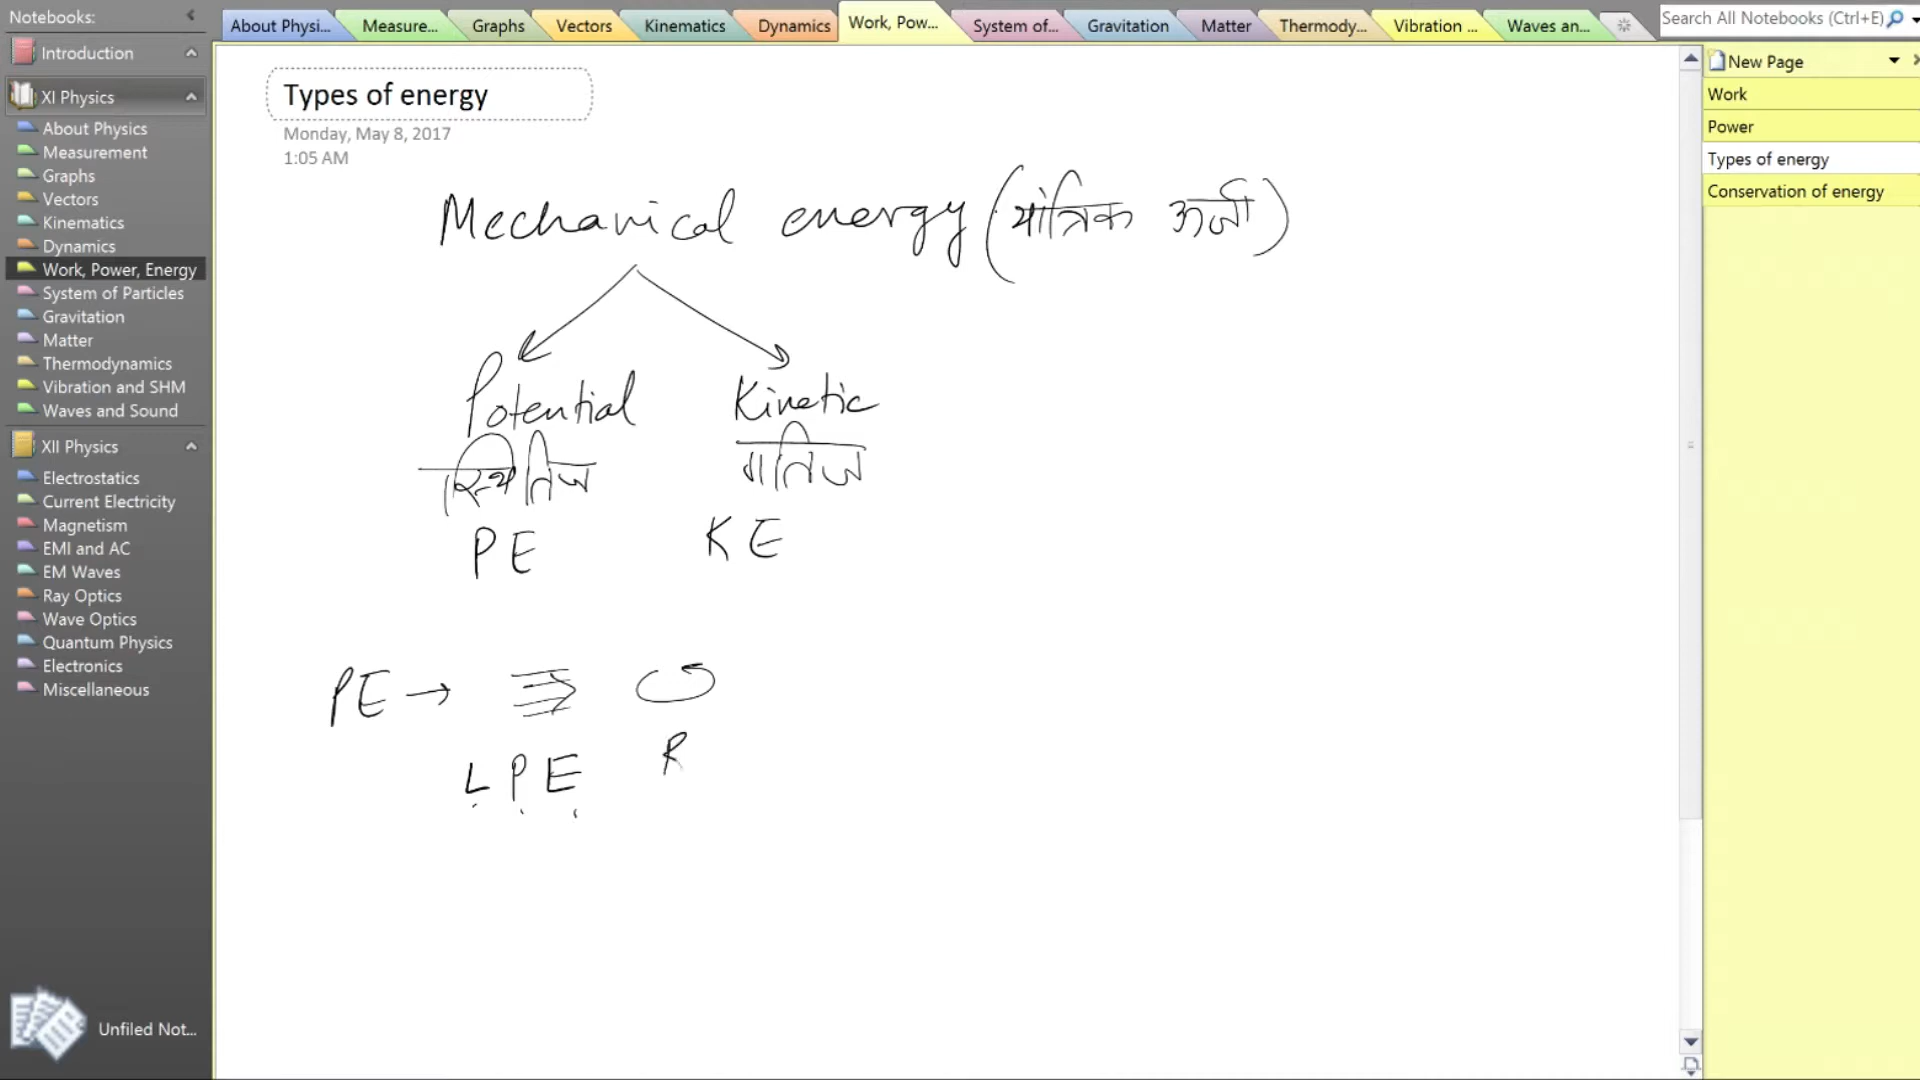 Notebooks:
Introduction
XI Physics
About Physics
Measurement
Graphs
Vectors
Kinematics
Dynamics
Work, Power, Energy
System of Particles
Gravitation
Matter
Thermodynamics
Vibration and SHM
Waves and Sound
XII Physics
Electrostatics
Current Electricity
Magnetism
EMI and AC
EM Waves
Ray Optics
Wave Optics
Quantum Physics
Electronics
Miscellaneous
Unfiled Not...
About Physi... Measure... Graphs Vectors Kinematics Dynamics Work, Pow... System of... Gravitation Matter Thermody... Vibration ... Waves an...
Search All Notebooks (Ctrl+E)
Types of energy
Monday, May 8, 2017
1:05 AM
Mechanical energy (यांत्रिक ऊर्जा)
Potential Kinetic
स्थितिज गतिज
PE KE
PE →
LPE R
New Page
Work
Power
Types of energy
Conservation of energy